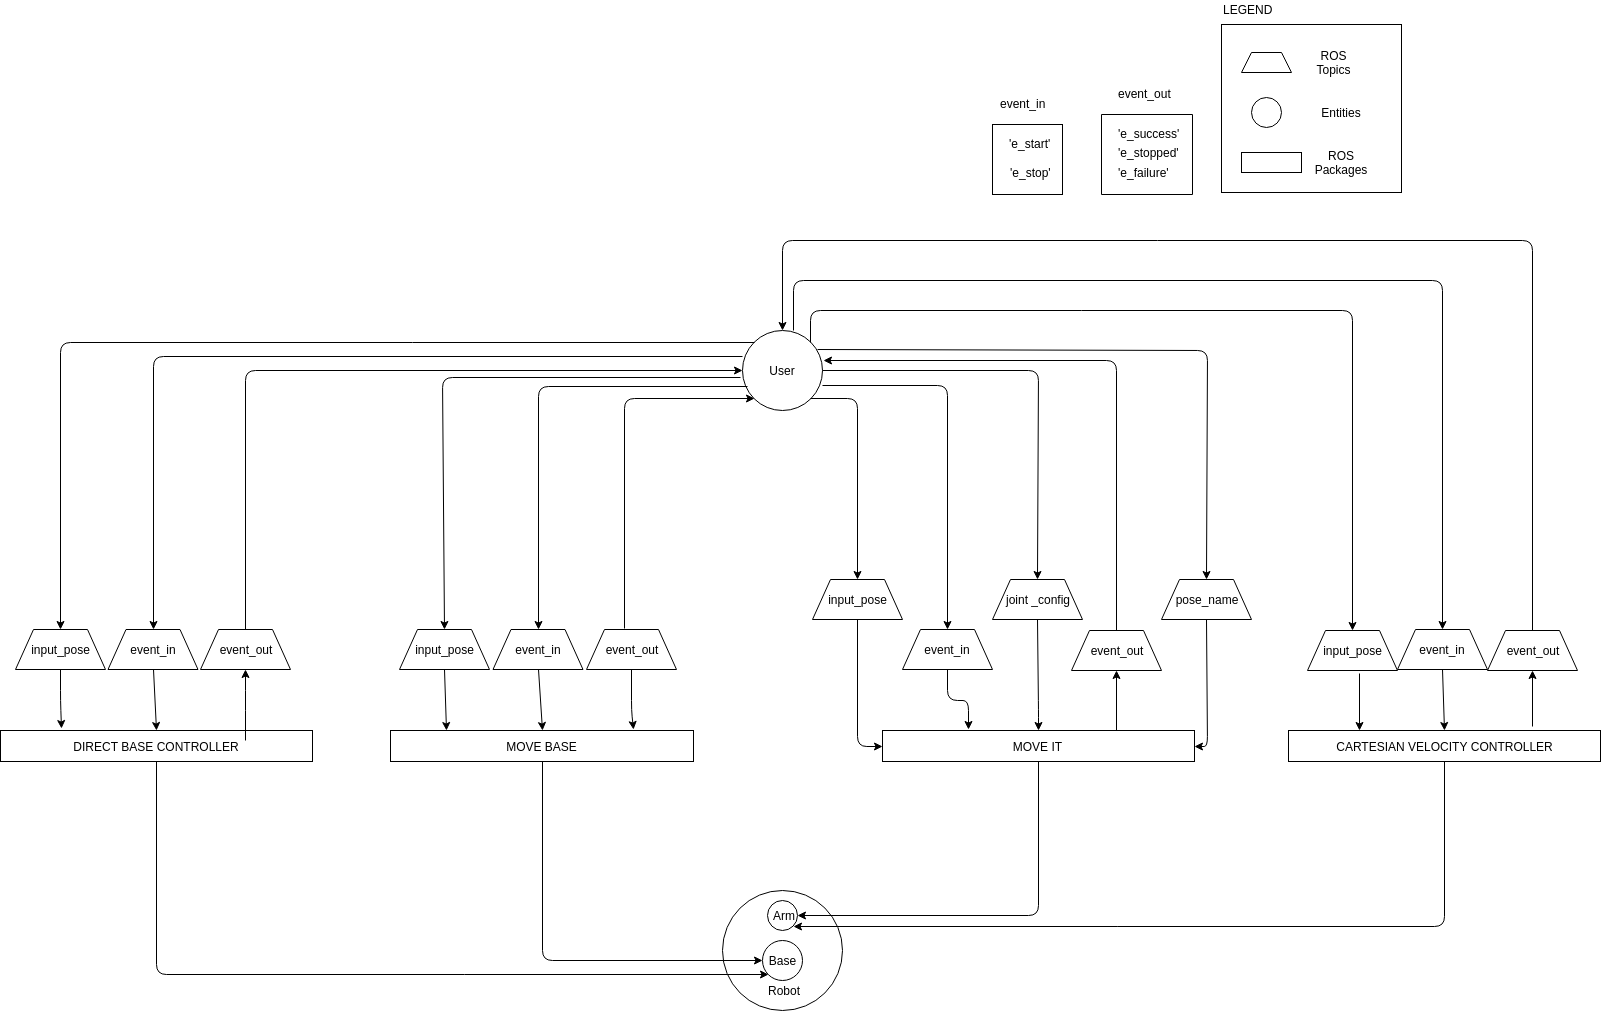 LEGEND
ROS
Topics
Entities
ROS
Packages
event_in
'e_start'
'e_stop'
event_out
'e_success'
'e_stopped'
'e_failure'
User
input_pose
event_in
event_out
input_pose
event_in
event_out
input_pose
event_in
joint _config
event_out
pose_name
input_pose
event_in
event_out
DIRECT BASE CONTROLLER
MOVE BASE
MOVE IT
CARTESIAN VELOCITY CONTROLLER
Arm
Base
Robot